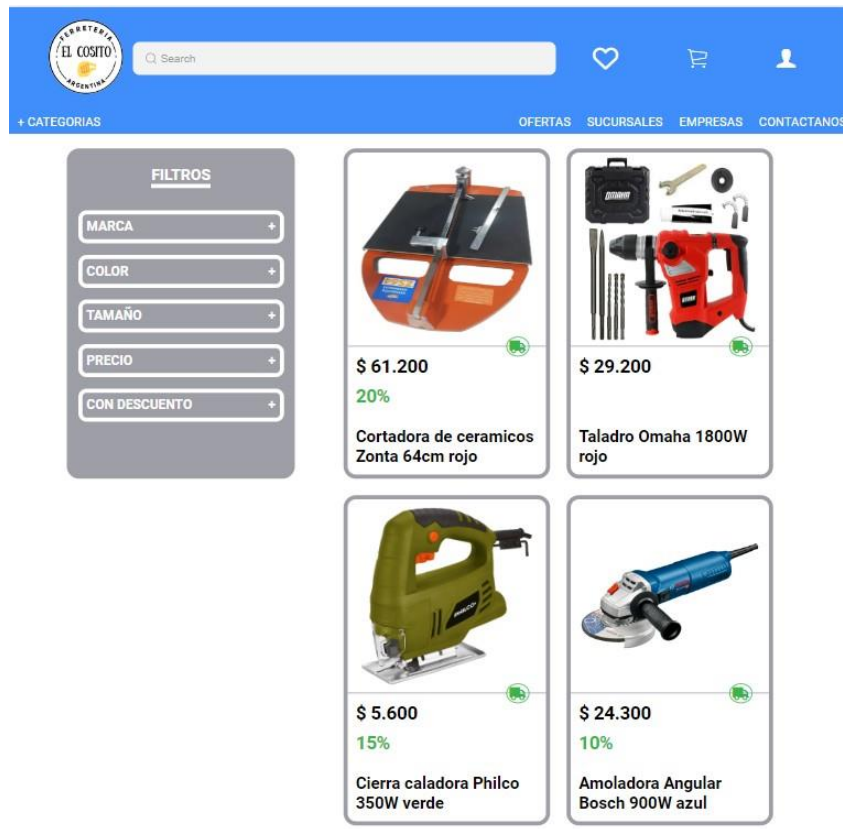 FERRETERIA
EL COSITO
ARGENTINA
Search
+ CATEGORIAS
OFERTAS SUCURSALES EMPRESAS CONTACTANOS
FILTROS
MARCA +
COLOR +
TAMAÑO +
PRECIO +
CON DESCUENTO +
OMAHA
$ 61.200
20%
Cortadora de ceramicos
Zonta 64cm rojo
$ 29.200
Taladro Omaha 1800W
rojo
PHILCO
$ 5.600
15%
Cierra caladora Philco
350W verde
$ 24.300
10%
Amoladora Angular
Bosch 900W azul